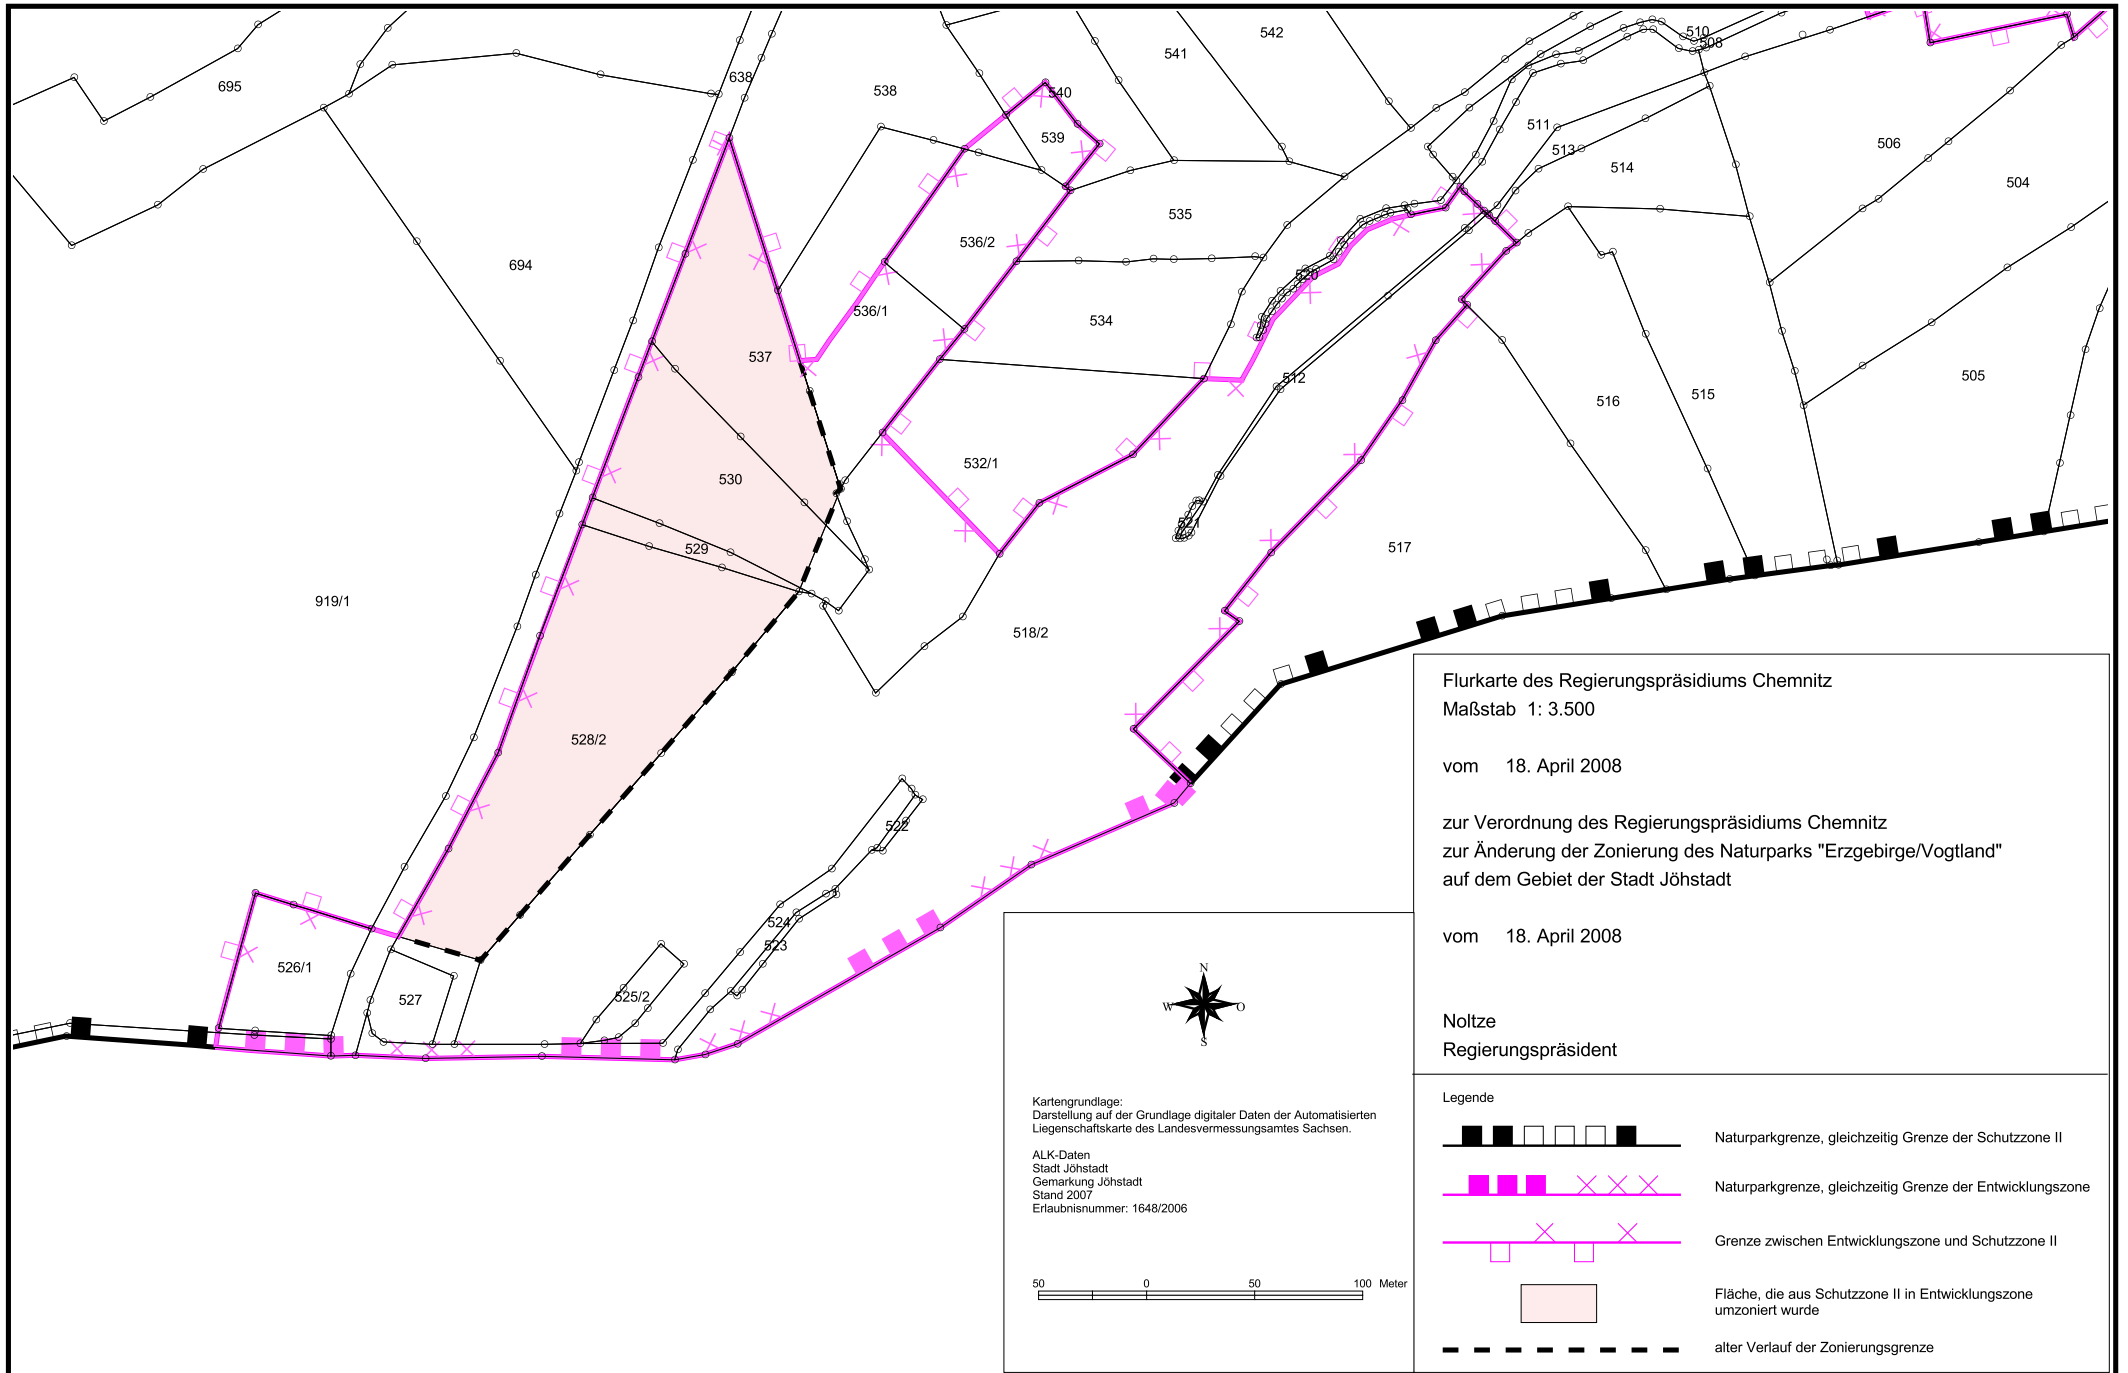 542
510
508
541
695
638
538
540
539
511
513
514
506
504
535
694
536/2
520
536/1
534
537
512
505
515
516
532/1
530
521
529
517
919/1
518/2
528/2
522
524
523
526/1
525/2
527
Flurkarte des Regierungspräsidiums Chemnitz
Maßstab 1: 3.500
vom 18. April 2008
zur Verordnung des Regierungspräsidiums Chemnitz
zur Änderung der Zonierung des Naturparks "Erzgebirge/Vogtland"
auf dem Gebiet der Stadt Jöhstadt
vom 18. April 2008
Noltze
Regierungspräsident
N
W
O
S
Kartengrundlage:
Darstellung auf der Grundlage digitaler Daten der Automatisierten
Liegenschaftskarte des Landesvermessungsamtes Sachsen.
ALK-Daten
Stadt Jöhstadt
Gemarkung Jöhstadt
Stand 2007
Erlaubnisnummer: 1648/2006
50 0 50 100 Meter
Legende
Naturparkgrenze, gleichzeitig Grenze der Schutzzone II
Naturparkgrenze, gleichzeitig Grenze der Entwicklungszone
Grenze zwischen Entwicklungszone und Schutzzone II
Fläche, die aus Schutzzone II in Entwicklungszone
umzoniert wurde
alter Verlauf der Zonierungsgrenze